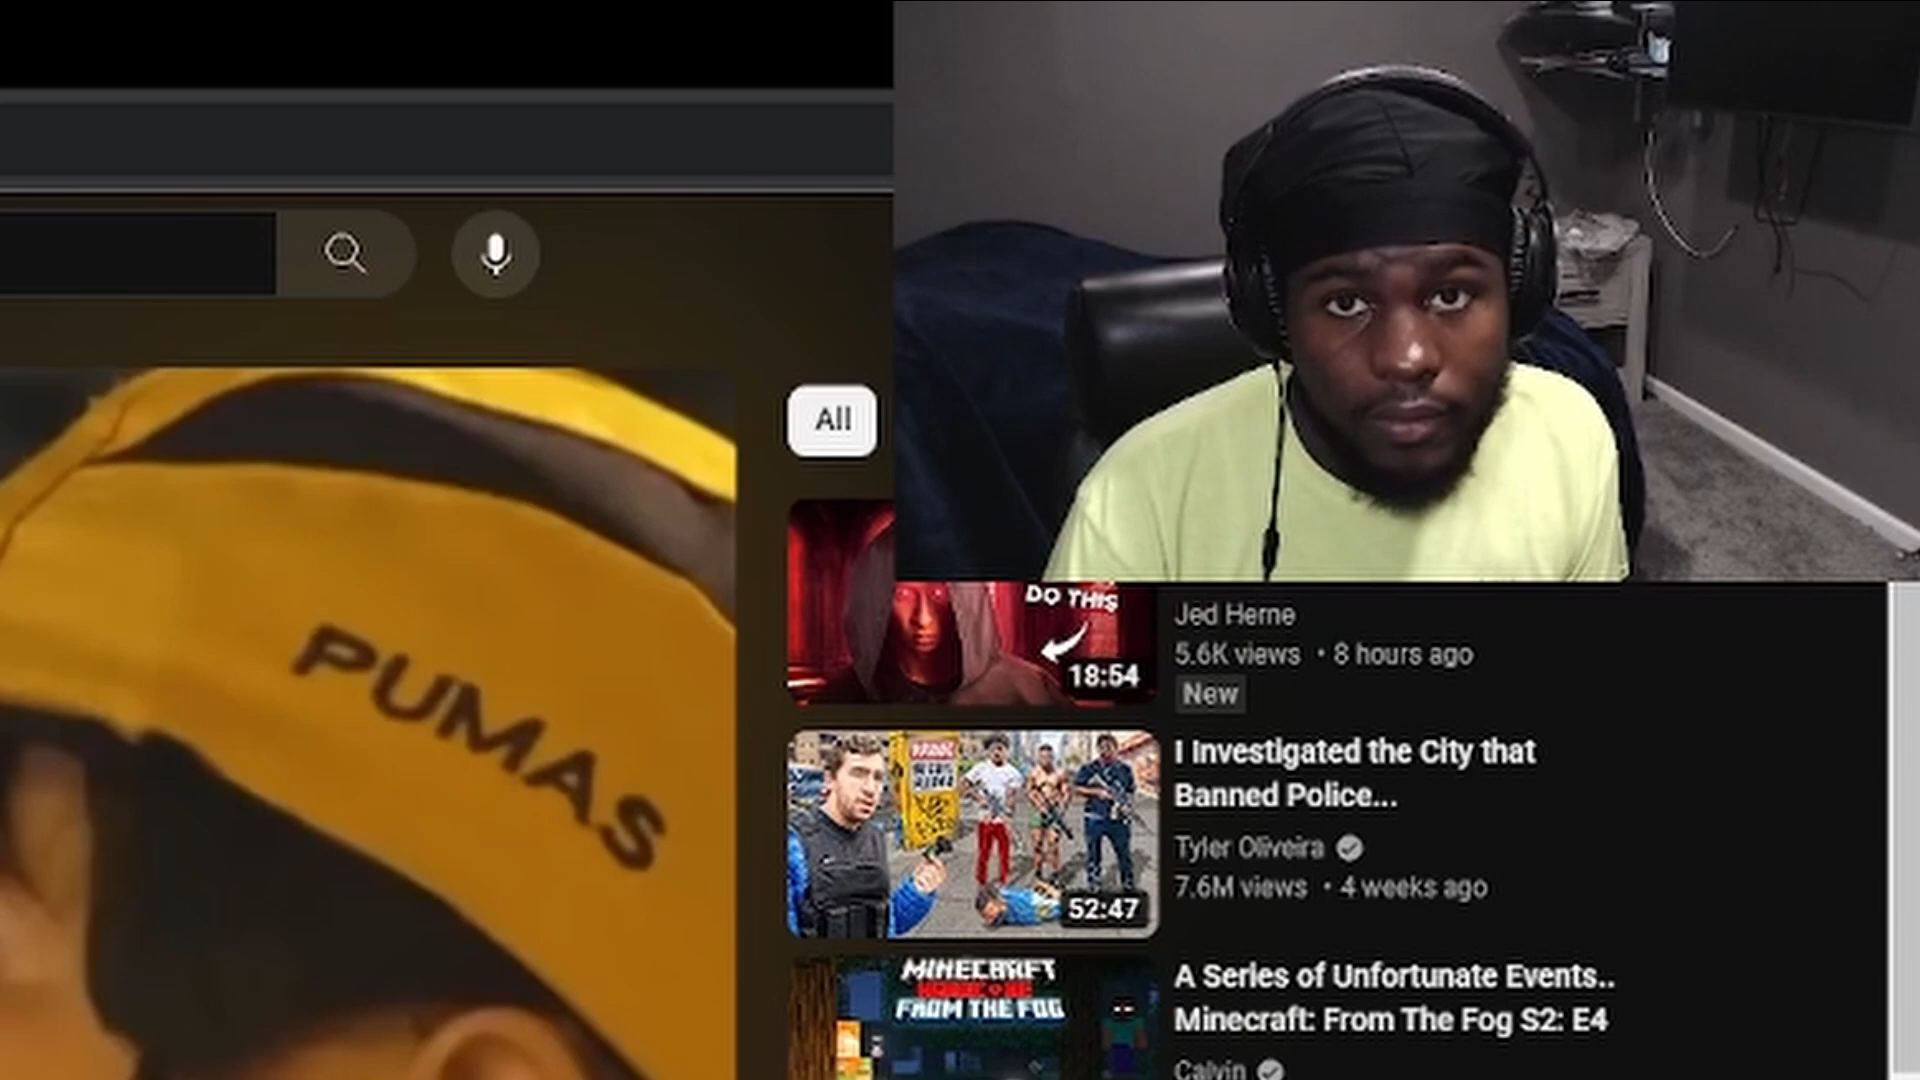 All
PUMAS
DO THIS
18:54
Jed Herne
5.6K views • 8 hours ago
New
I Investigated the City that
Banned Police...
Tyler Oliveira
7.6M views • 4 weeks ago
52:47
MINECRAFT
FROM THE FOG
A Series of Unfortunate Events..
Minecraft: From The Fog S2: E4
Calvin